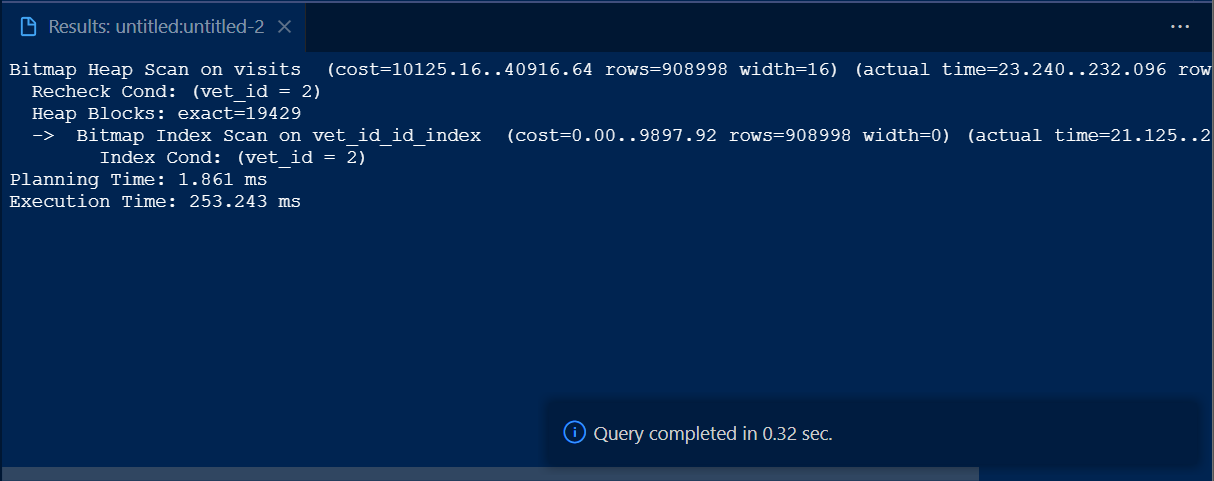 Results: untitled:untitled-2
Bitmap Heap Scan on visits  (cost=10125.16..40916.64 rows=908998 width=16) (actual time=23.240..232.096 row
Recheck Cond: (vet_id = 2)
Heap Blocks: exact=19429
->  Bitmap Index Scan on vet_id_id_index  (cost=0.00..9897.92 rows=908998 width=0) (actual time=21.125..2
Index Cond: (vet_id = 2)
Planning Time: 1.861 ms
Execution Time: 253.243 ms
Query completed in 0.32 sec.